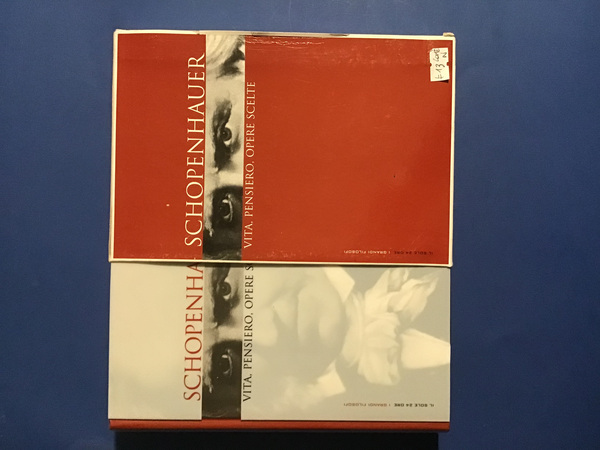 SCHOPENHAUER
VITA, PENSIERO, OPERE SCELTE
IL SOLE 24 ORE. I GRANDI FILOSOFI
SCHOPENHA
VITA, PENSIERO, OPERE S
IL SOLE 24 ORE. I GRANDI FILOSOFI